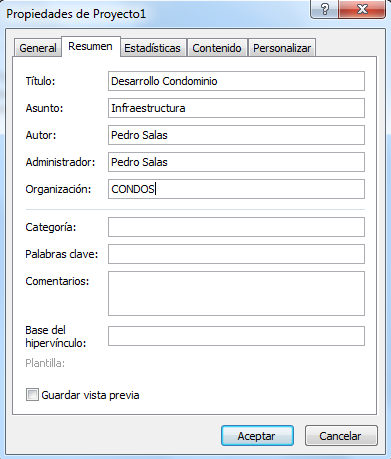 Propiedades de Proyecto1
General Resumen Estadísticas Contenido Personalizar
Título: Desarrollo Condominio
Asunto: Infraestructura
Autor: Pedro Salas
Administrador: Pedro Salas
Organización: CONDOS
Categoría:
Palabras clave:
Comentarios:
Base del
hipervínculo:
Plantilla:
Guardar vista previa
Aceptar Cancelar